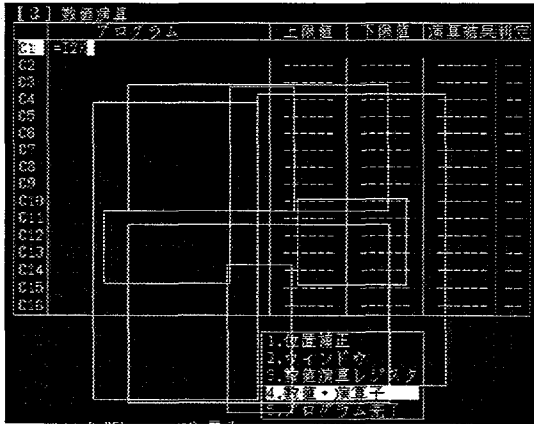 [3] 数値演算
プログラム 上限値 下限値 演算結果 判定
C1 =I2
C2
C3
C4
C5
C6
C7
C8
C9
C10
C11
C12
C13
C14
C15
C16
1.位置補正
2.ウィンドウ
3.数値演算レジスタ
4.数値・演算子
5.プログラム完了